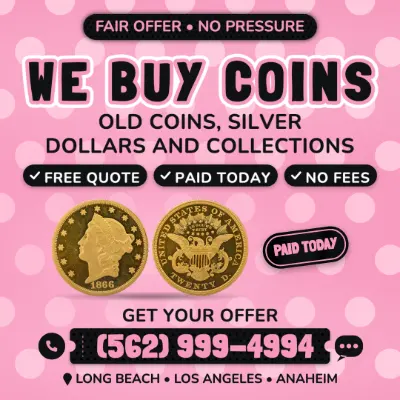 FAIR OFFER • NO PRESSURE
WE BUY COINS
OLD COINS, SILVER
DOLLARS AND COLLECTIONS
✓ FREE QUOTE ✓ PAID TODAY ✓ NO FEES
1866
UNITED STATES OF AMERICA
TWENTY D.
PAID TODAY
GET YOUR OFFER
(562) 999-4994
LONG BEACH • LOS ANGELES • ANAHEIM